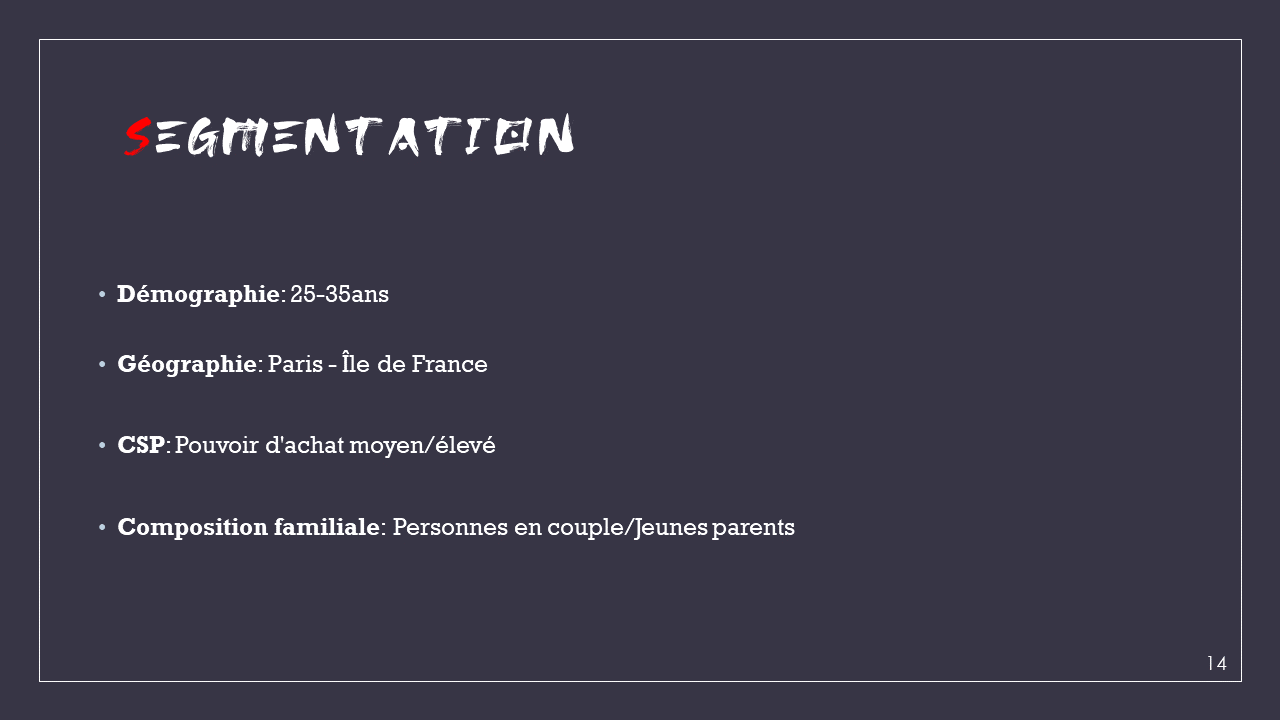 SEGMENTATION
• Démographie: 25-35ans
• Géographie: Paris - Île de France
• CSP: Pouvoir d'achat moyen/élevé
• Composition familiale: Personnes en couple/Jeunes parents
14